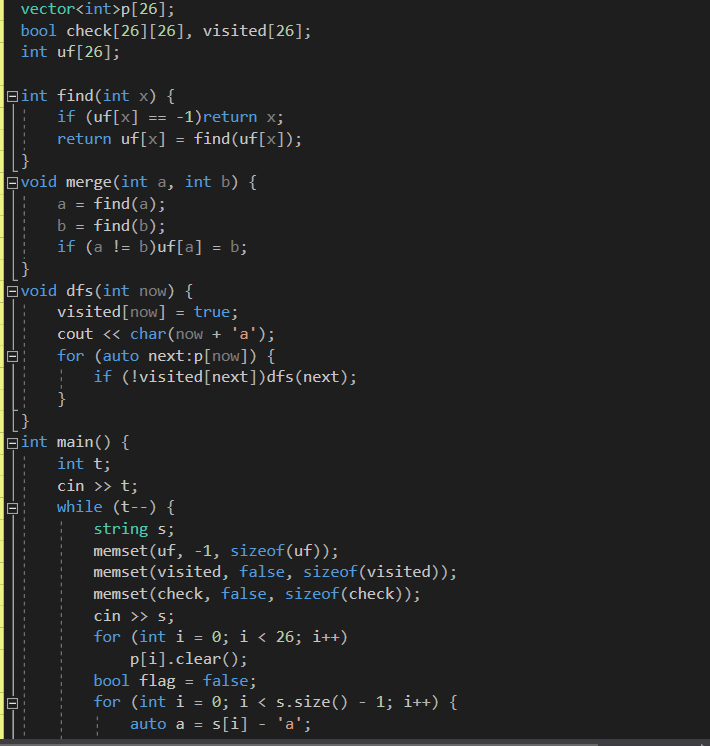 vector<int>p[26];
bool check[26][26], visited[26];
int uf[26];
int find(int x) {
if (uf[x] == -1)return x;
return uf[x] = find(uf[x]);
}
void merge(int a, int b) {
a = find(a);
b = find(b);
if (a != b)uf[a] = b;
}
void dfs(int now) {
visited[now] = true;
cout << char(now + 'a');
for (auto next:p[now]) {
if (!visited[next])dfs(next);
}
}
int main() {
int t;
cin >> t;
while (t--) {
string s;
memset(uf, -1, sizeof(uf));
memset(visited, false, sizeof(visited));
memset(check, false, sizeof(check));
cin >> s;
for (int i = 0; i < 26; i++)
p[i].clear();
bool flag = false;
for (int i = 0; i < s.size() - 1; i++) {
auto a = s[i] - 'a';